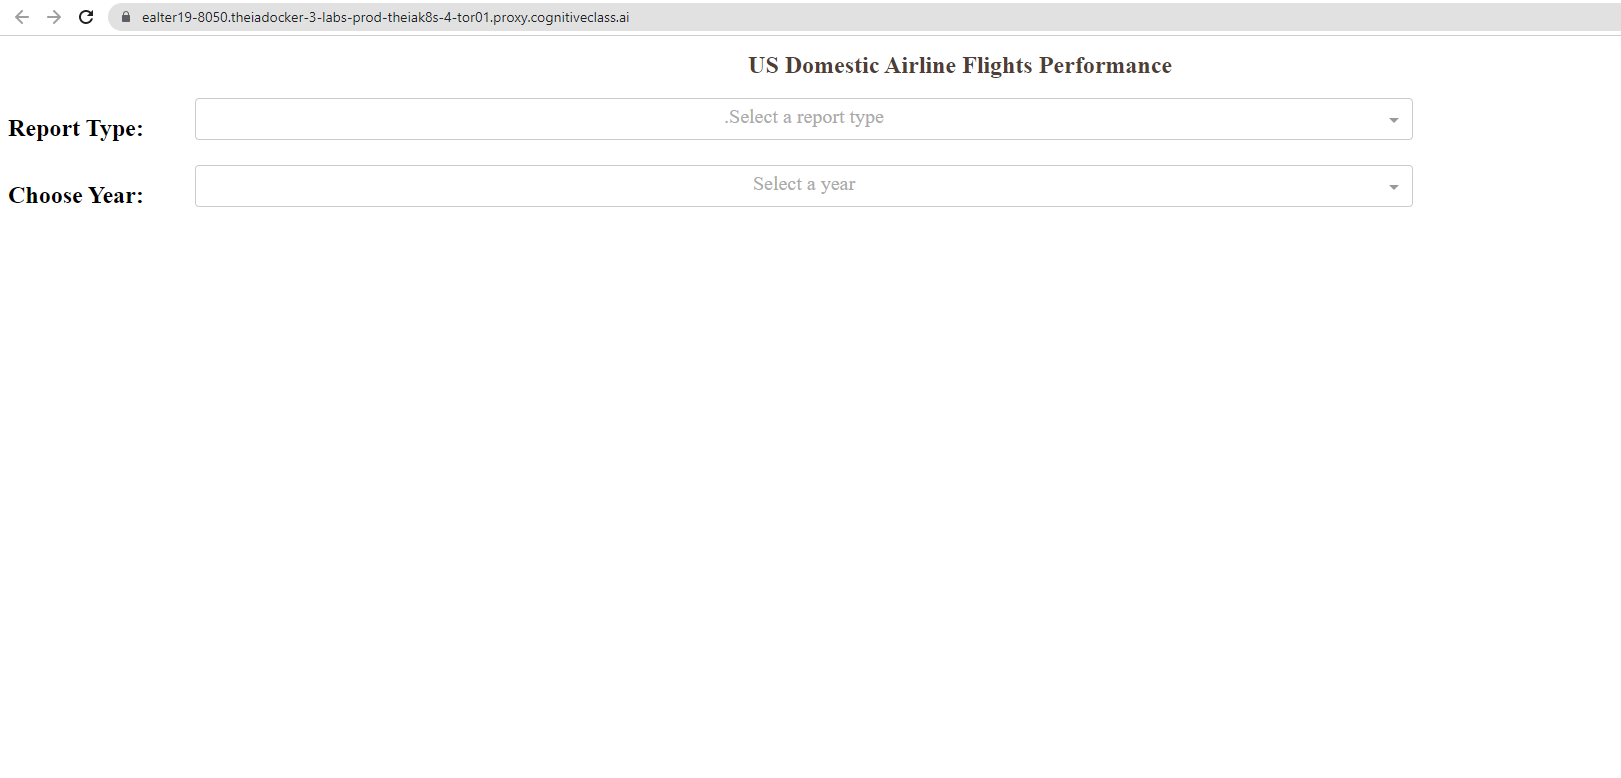 ealter19-8050.theiadocker-3-labs-prod-theiak8s-4-tor01.proxy.cognitiveclass.ai
US Domestic Airline Flights Performance
Report Type:
.Select a report type
Choose Year:
Select a year